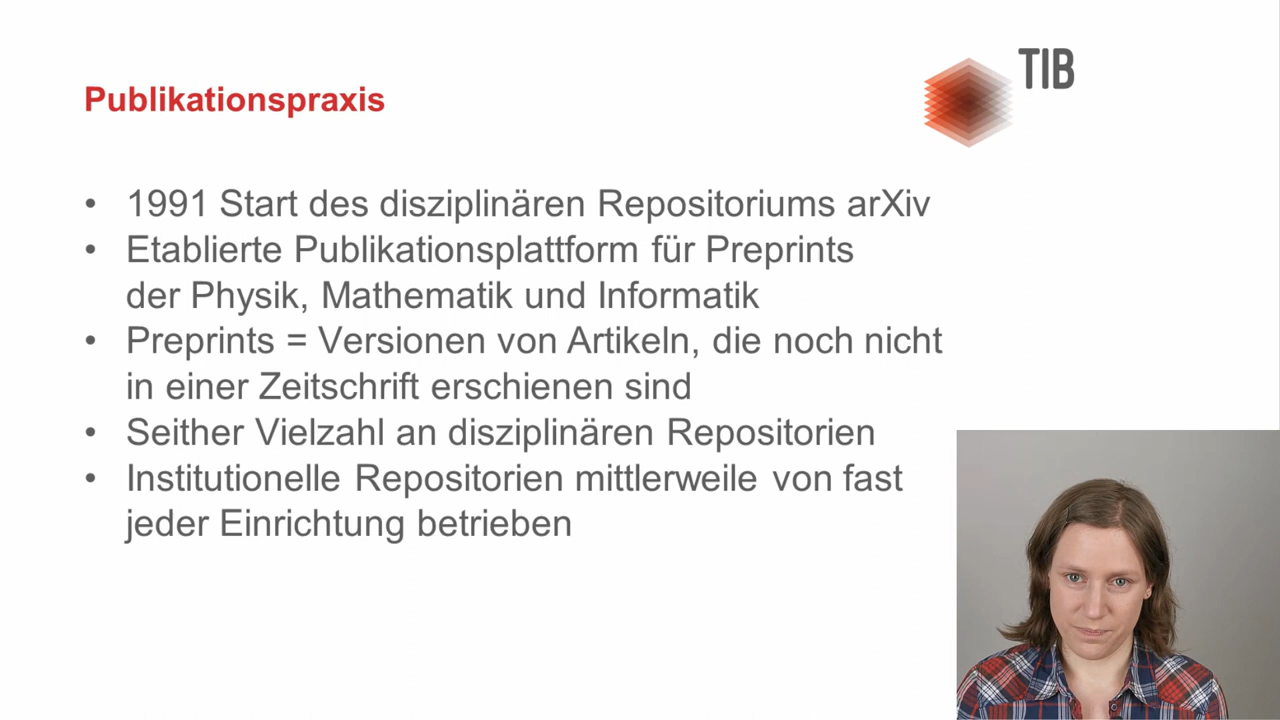 TIB
Publikationspraxis
• 1991 Start des disziplinären Repositoriums arXiv
• Etablierte Publikationsplattform für Preprints
der Physik, Mathematik und Informatik
• Preprints = Versionen von Artikeln, die noch nicht
in einer Zeitschrift erschienen sind
• Seither Vielzahl an disziplinären Repositorien
• Institutionelle Repositorien mittlerweile von fast
jeder Einrichtung betrieben